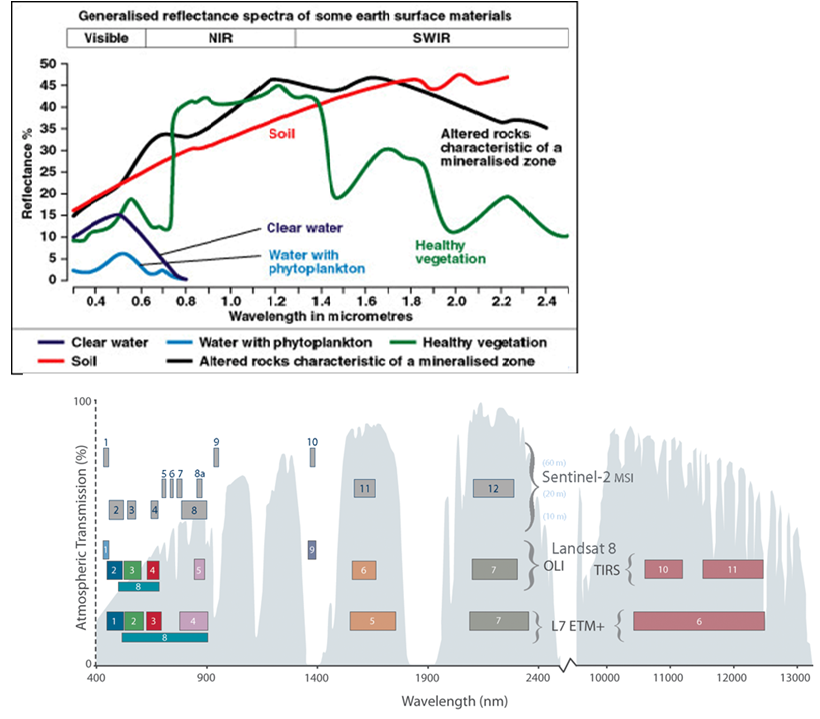 Generalised reflectance spectra of some earth surface materials
Visible NIR SWIR
50
45
40
35
30
25
20
15
10
5
0
Reflectance %
Soil
Altered rocks
characteristic of a
mineralised zone
Clear water
Water with
phytoplankton
Healthy
vegetation
0.4 0.6 0.8 1.0 1.2 1.4 1.6 1.8 2.0 2.2 2.4
Wavelength in micrometres
Clear water Water with phytoplankton Healthy vegetation
Soil Altered rocks characteristic of a mineralised zone
100
0
Atmospheric Transmission (%)
1 9 10
5 6 7 8a
11 12
2 3 4 8
(60 m)
(20 m)
(10 m)
Sentinel-2 MSI
1 9
2 3 4 5 6 7
8
Landsat 8
OLI
TIRS
10 11
1 2 3 4 5 7
8
L7 ETM+
6
400 900 1400 1900 2400 10000 11000 12000 13000
Wavelength (nm)